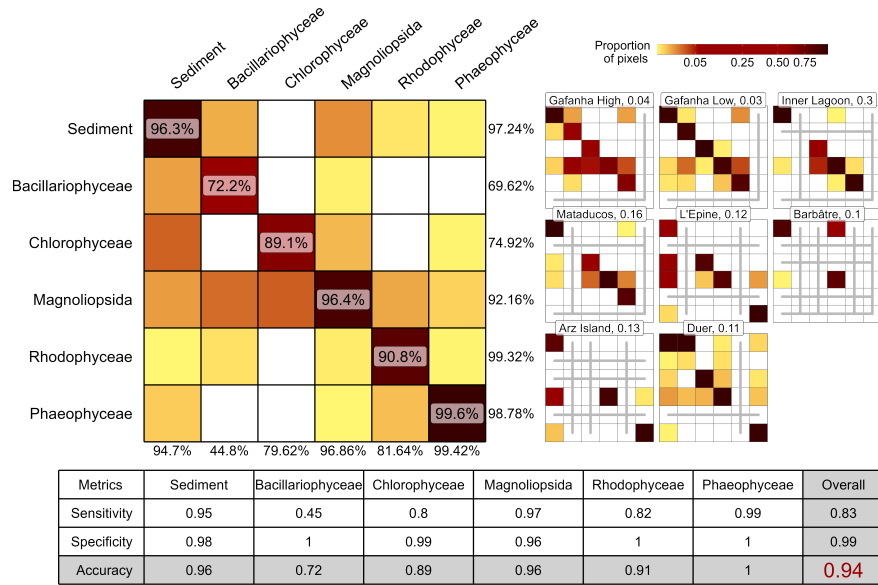 Sediment
Bacillariophyceae
Chlorophyceae
Magnoliopsida
Rhodophyceae
Phaeophyceae
Proportion
of pixels
0.05 0.25 0.50 0.75
Sediment 96.3% 97.24%
Bacillariophyceae 72.2% 69.62%
Chlorophyceae 89.1% 74.92%
Magnoliopsida 96.4% 92.16%
Rhodophyceae 90.8% 99.32%
Phaeophyceae 99.6% 98.78%
94.7% 44.8% 79.62% 96.86% 81.64% 99.42%
Gafanha High, 0.04 Gafanha Low, 0.03 Inner Lagoon, 0.3
Mataducos, 0.16 L'Epine, 0.12 Barbâtre, 0.1
Arz Island, 0.13 Duer, 0.11
Metrics Sediment Bacillariophyceae Chlorophyceae Magnoliopsida Rhodophyceae Phaeophyceae Overall
Sensitivity 0.95 0.45 0.8 0.97 0.82 0.99 0.83
Specificity 0.98 1 0.99 0.96 1 1 0.99
Accuracy 0.96 0.72 0.89 0.96 0.91 1 0.94